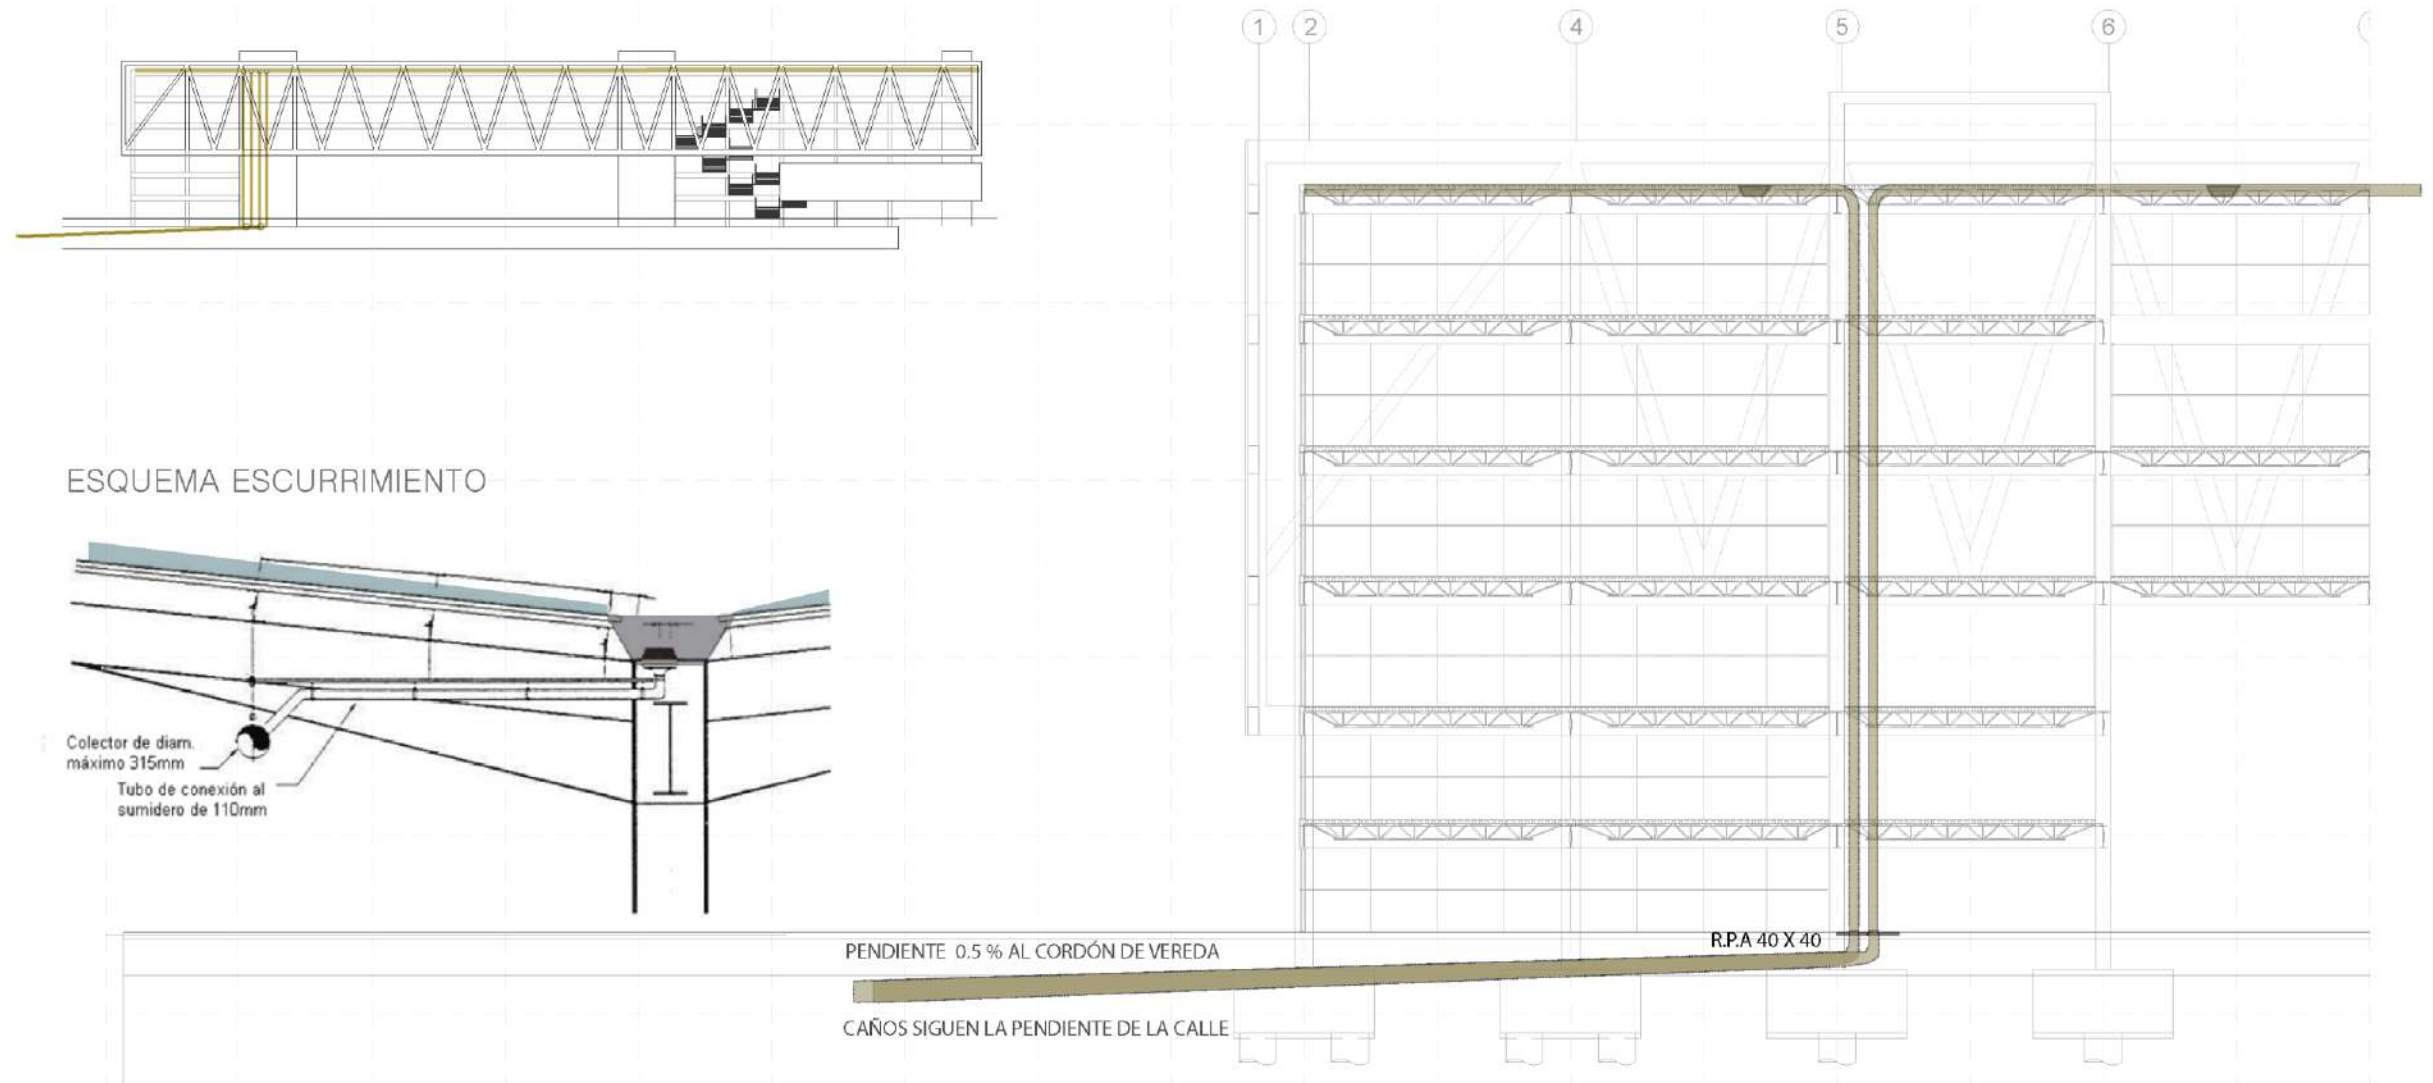 1 2 4 5 6
ESQUEMA ESCURRIMIENTO
Colector de diam.
máximo 315mm
Tubo de conexión al
sumidero de 110mm
PENDIENTE 0.5 % AL CORDÓN DE VEREDA
R.P.A 40 X 40
CAÑOS SIGUEN LA PENDIENTE DE LA CALLE